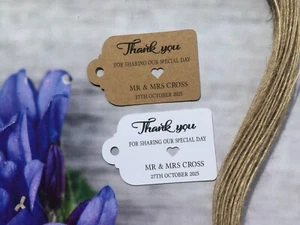 Thank you
FOR SHARING OUR SPECIAL DAY
MR & MRS CROSS
27TH OCTOBER 2025
Thank you
FOR SHARING OUR SPECIAL DAY
MR & MRS CROSS
27TH OCTOBER 2025